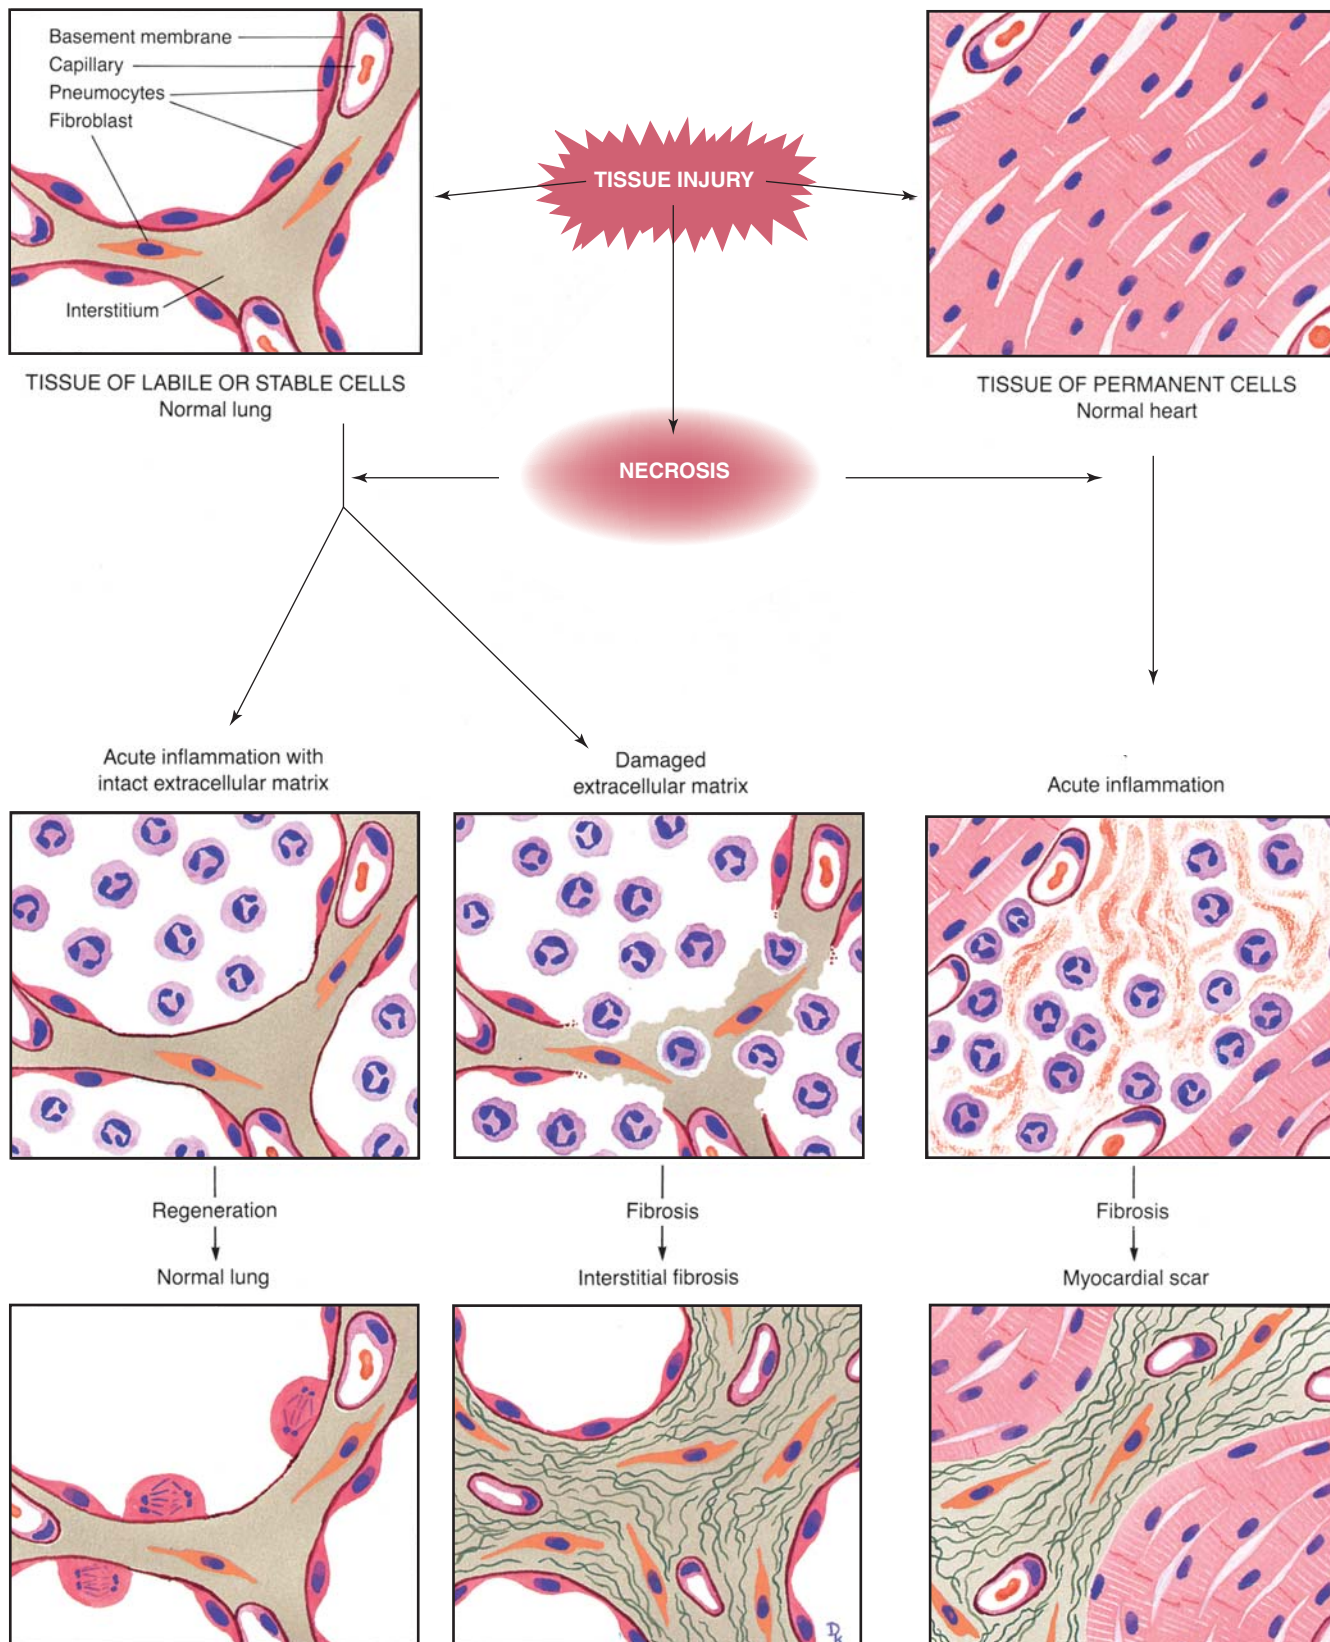 Basement membrane
Capillary
Pneumocytes
Fibroblast
Interstitium
TISSUE INJURY
TISSUE OF LABILE OR STABLE CELLS
Normal lung
TISSUE OF PERMANENT CELLS
Normal heart
NECROSIS
Acute inflammation with
intact extracellular matrix
Damaged
extracellular matrix
Acute inflammation
Regeneration
Normal lung
Fibrosis
Interstitial fibrosis
Fibrosis
Myocardial scar